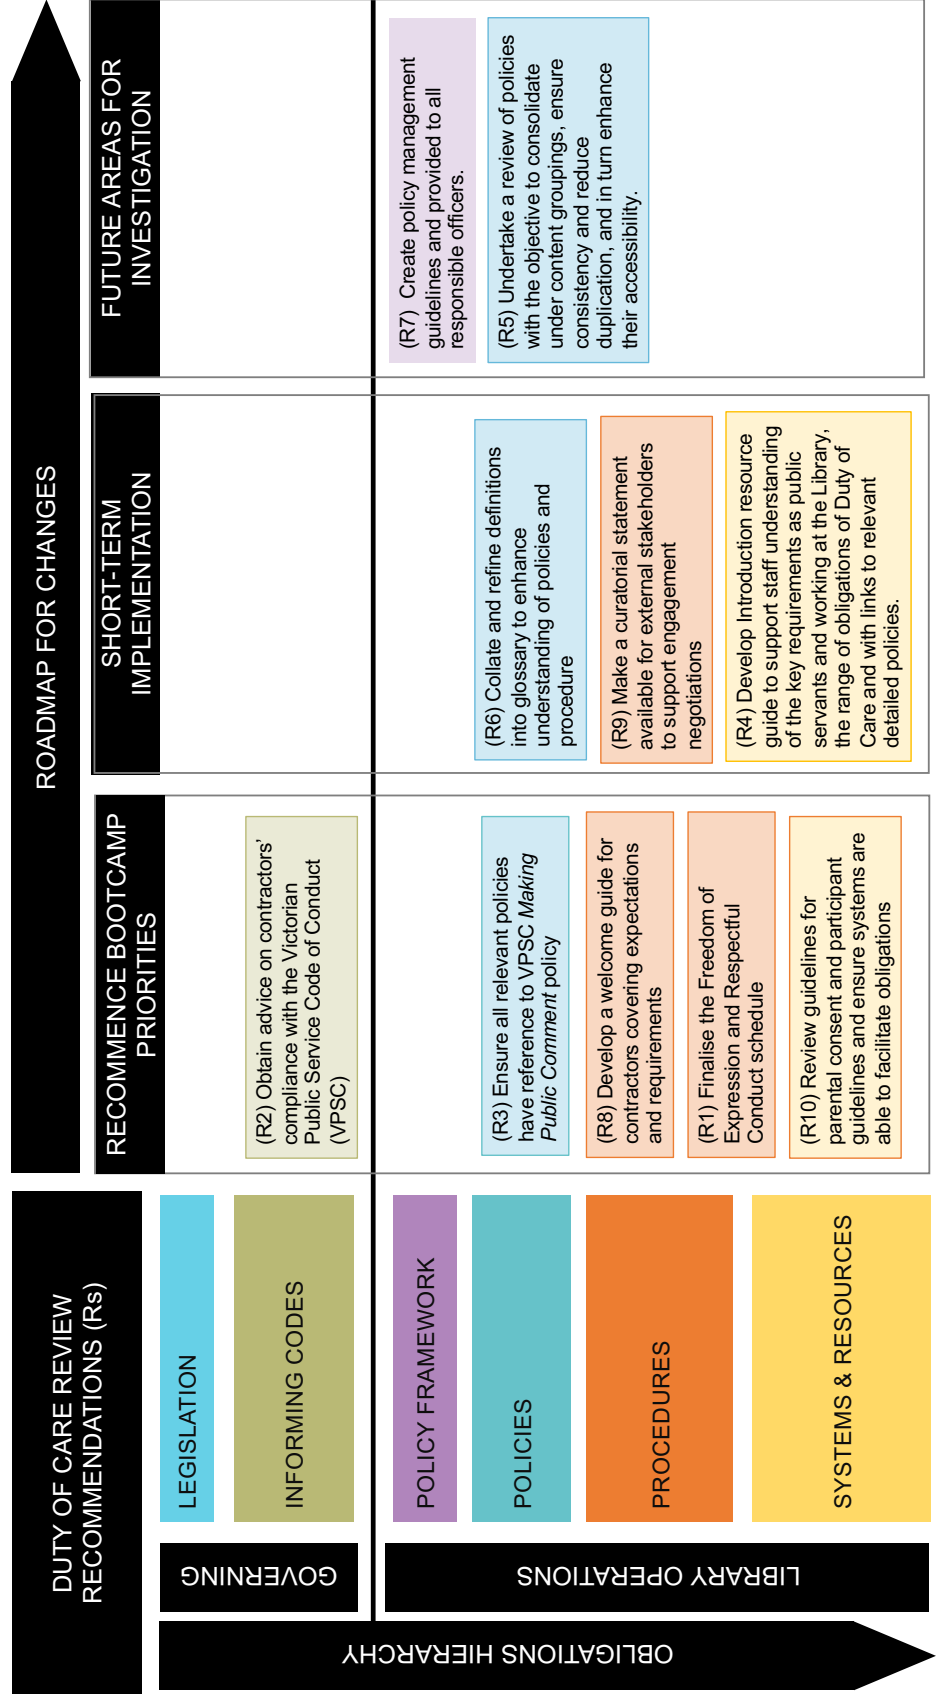 DUTY OF CARE REVIEW
RECOMMENDATIONS (Rs)
ROADMAP FOR CHANGES
RECOMMENCE BOOTCAMP
PRIORITIES
SHORT-TERM
IMPLEMENTATION
FUTURE AREAS FOR
INVESTIGATION
OBLIGATIONS HIERARCHY
GOVERNING
LEGISLATION
INFORMING CODES
(R2) Obtain advice on contractors’
compliance with the Victorian
Public Service Code of Conduct
(VPSC)
LIBRARY OPERATIONS
POLICY FRAMEWORK
(R7) Create policy management
guidelines and provided to all
responsible officers.
POLICIES
(R3) Ensure all relevant policies
have reference to VPSC Making
Public Comment policy
(R6) Collate and refine definitions
into glossary to enhance
understanding of policies and
procedure
(R5) Undertake a review of policies
with the objective to consolidate
under content groupings, ensure
consistency and reduce
duplication, and in turn enhance
their accessibility.
PROCEDURES
(R8) Develop a welcome guide for
contractors covering expectations
and requirements
(R1) Finalise the Freedom of
Expression and Respectful
Conduct schedule
(R9) Make a curatorial statement
available for external stakeholders
to support engagement
negotiations
SYSTEMS & RESOURCES
(R10) Review guidelines for
parental consent and participant
guidelines and ensure systems are
able to facilitate obligations
(R4) Develop Introduction resource
guide to support staff understanding
of the key requirements as public
servants and working at the Library,
the range of obligations of Duty of
Care and with links to relevant
detailed policies.